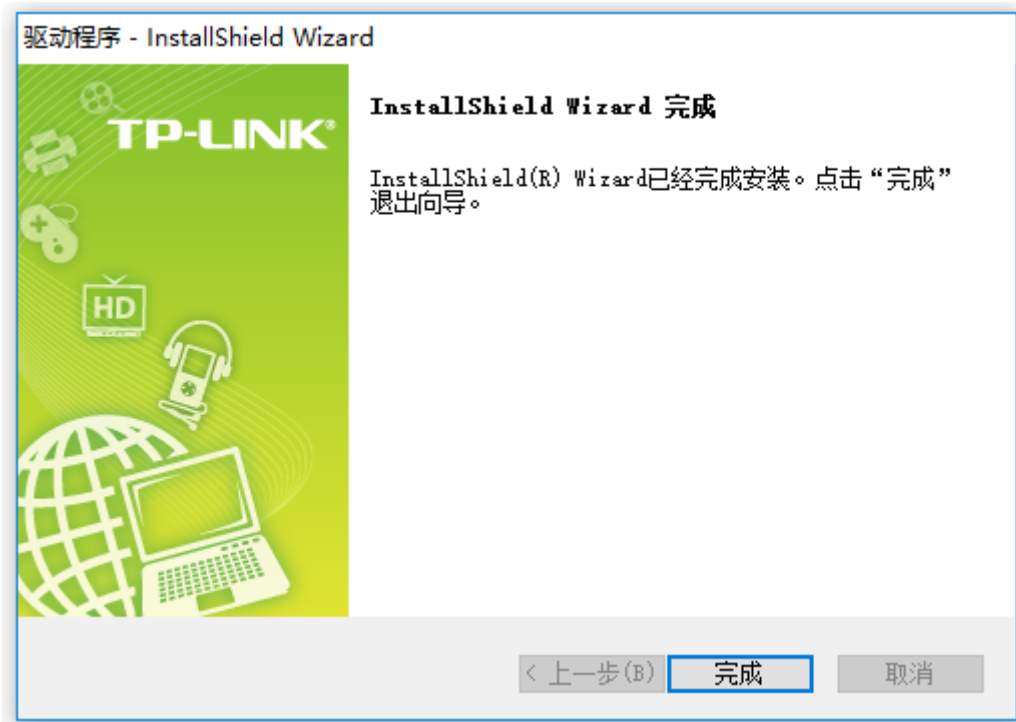 驱动程序 - InstallShield Wizard
TP-LINK®
HD
InstallShield Wizard 完成
InstallShield(R) Wizard已经完成安装。点击“完成”
退出向导。
< 上一步(B)
完成
取消